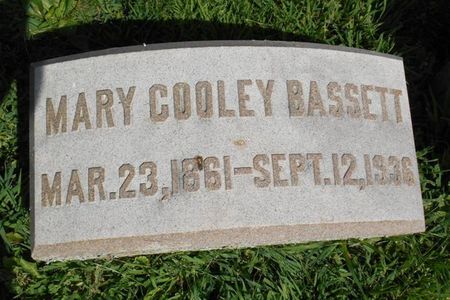 MARY COOLEY BASSETT
MAR.23,1861-SEPT.12,1936